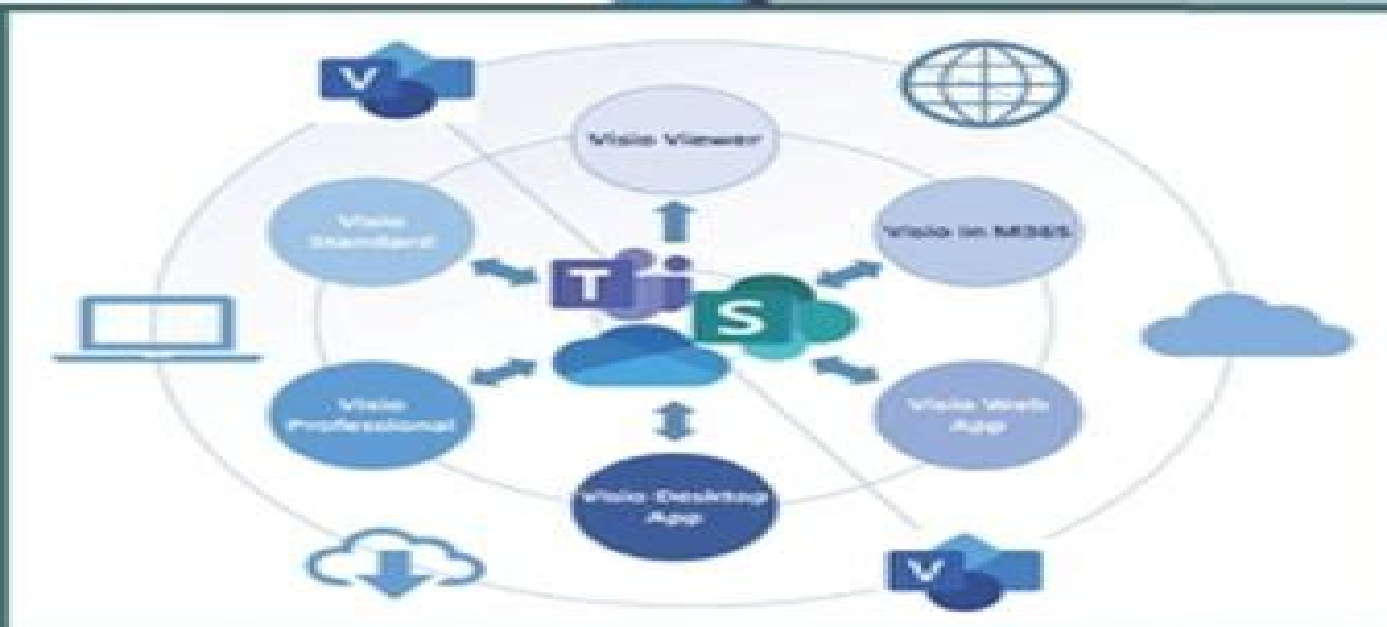 V
Visio Viewer
Visio
Standard
Visio in M365
T
S
Visio
Professional
Visio Web
App
Visio Desktop
App
V